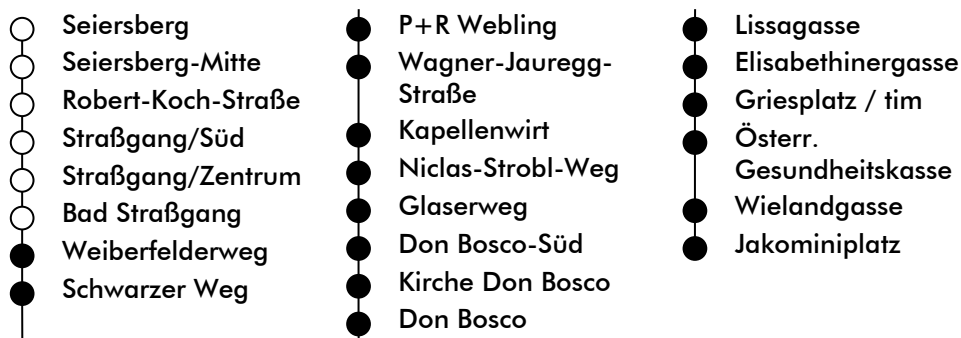 Seiersberg
Seiersberg-Mitte
Robert-Koch-Straße
Straßgang/Süd
Straßgang/Zentrum
Bad Straßgang
Weiberfelderweg
Schwarzer Weg
P+R Webling
Wagner-Jauregg-
Straße
Kapellenwirt
Niclas-Strobl-Weg
Glaserweg
Don Bosco-Süd
Kirche Don Bosco
Don Bosco
Lissagasse
Elisabethinergasse
Griesplatz / tim
Österr.
Gesundheitskasse
Wielandgasse
Jakominiplatz